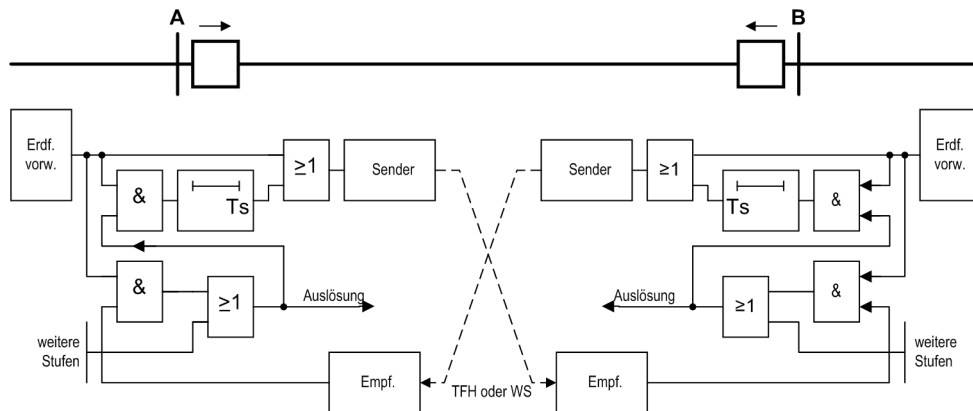 A
B
Erdf.
vorw.
≥1
Sender
Sender
≥1
Erdf.
vorw.
&
Ts
Ts
&
&
≥1
Auslösung
Auslösung
≥1
&
weitere
Stufen
weitere
Stufen
Empf.
TFH oder WS
Empf.